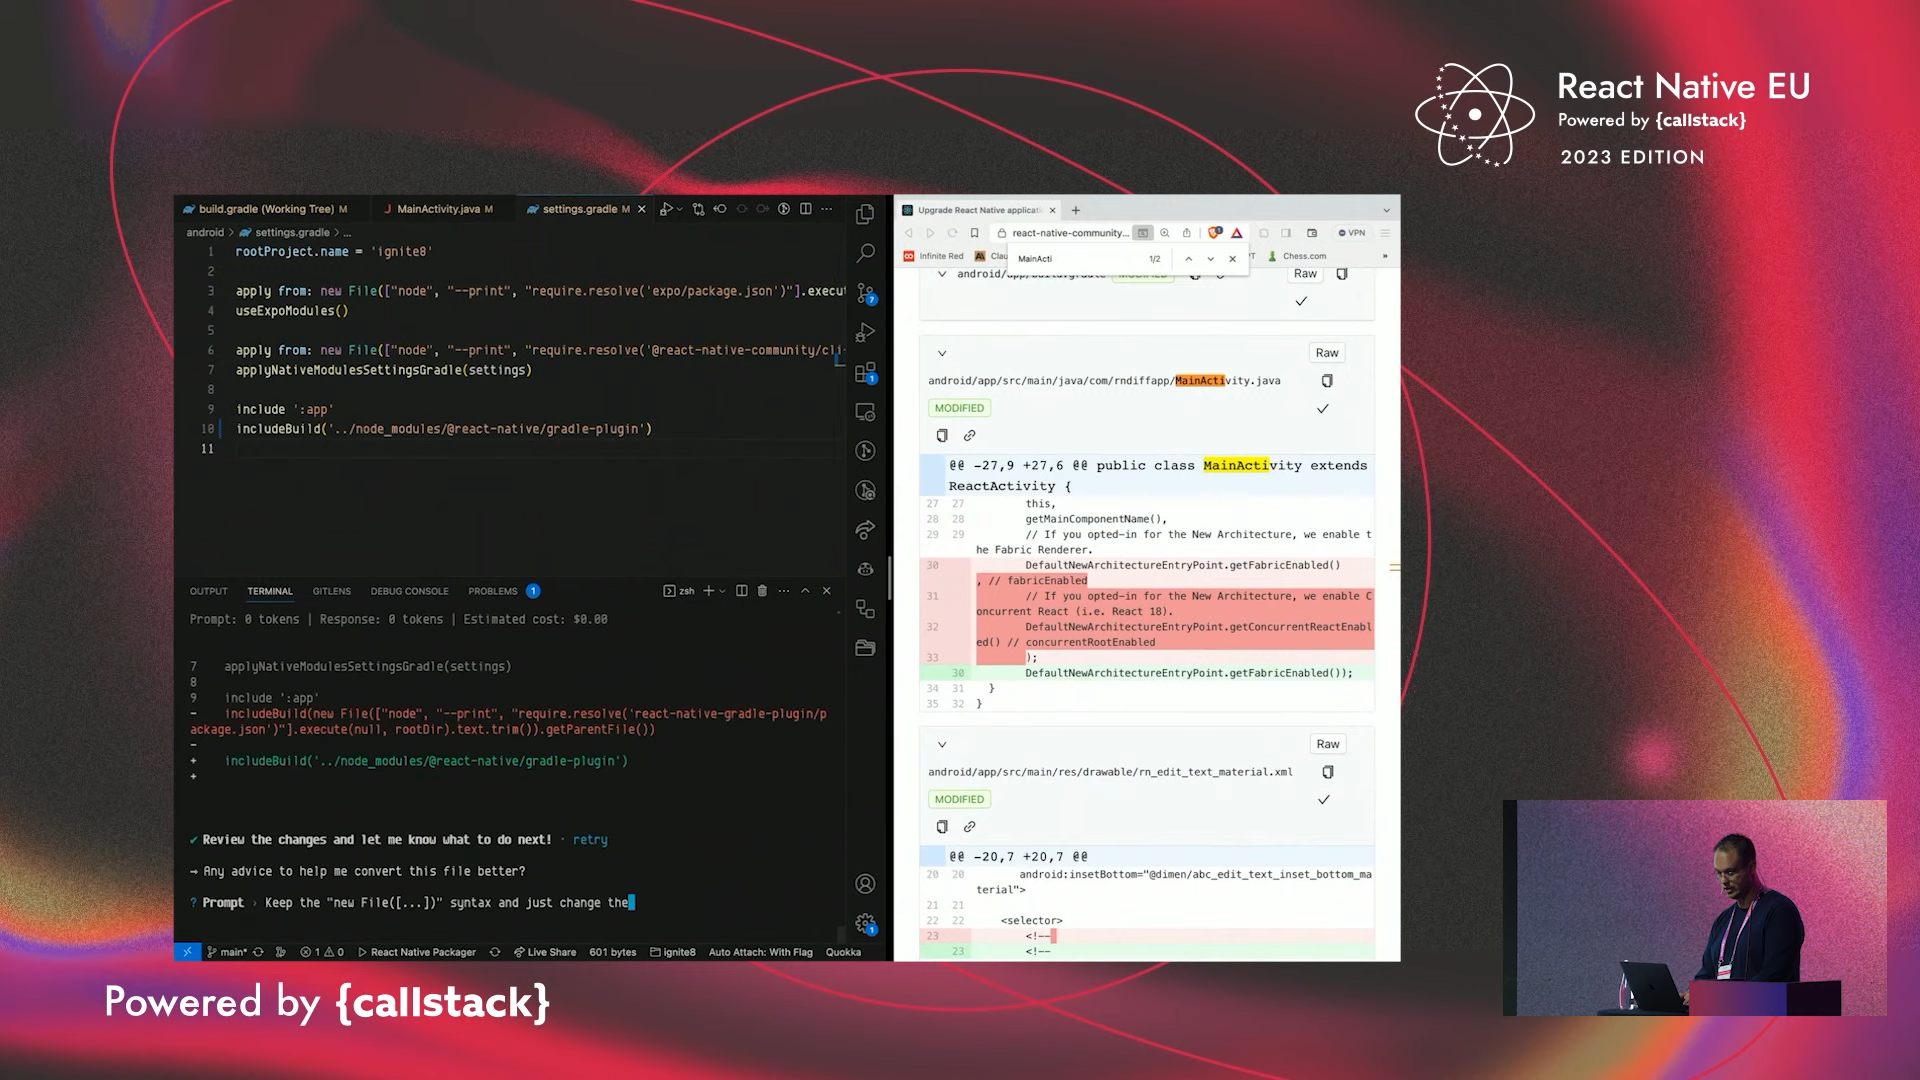 React Native EU
Powered by {callstack}
2023 EDITION
build.gradle (Working Tree) M
MainActivity.java M
settings.gradle M
android > settings.gradle > ...
1 rootProject.name = 'ignite8'
2
3 apply from: new File(["node", "--print", "require.resolve('expo/package.json')"].execut
4 useExpoModules()
5
6 apply from: new File(["node", "--print", "require.resolve('@react-native-community/cli-
7 applyNativeModulesSettingsGradle(settings)
8
9 include ':app'
10 includeBuild('../node_modules/@react-native/gradle-plugin')
11
OUTPUT TERMINAL GITLENS DEBUG CONSOLE PROBLEMS 1
zsh
Prompt: 0 tokens | Response: 0 tokens | Estimated cost: $0.00
7 applyNativeModulesSettingsGradle(settings)
8
9 include ':app'
- includeBuild(new File(["node", "--print", "require.resolve('react-native-gradle-plugin/p
ackage.json')"].execute(null, rootDir).text.trim()).getParentFile())
-
+ includeBuild('../node_modules/@react-native/gradle-plugin')
+
✔ Review the changes and let me know what to do next! · retry
→ Any advice to help me convert this file better?
? Prompt › Keep the "new File([...])" syntax and just change the
main* 1 0 React Native Packager Live Share 601 bytes ignite8 Auto Attach: With Flag Quokka
7
1
1
Upgrade React Native applicat
react-native-community...
1
VPN
Infinite Red
Clau
MainActi 1/2
Chess.com
»
MODIFIED
Raw
Raw
android/app/src/main/java/com/rndiffapp/MainActivity.java
MODIFIED
@@ -27,9 +27,6 @@ public class MainActivity extends
ReactActivity {
27 27 this,
28 28 getMainComponentName(),
29 29 // If you opted-in for the New Architecture, we enable t
he Fabric Renderer.
30 DefaultNewArchitectureEntryPoint.getFabricEnabled()
, // fabricEnabled
31 // If you opted-in for the New Architecture, we enable C
oncurrent React (i.e. React 18).
32 DefaultNewArchitectureEntryPoint.getConcurrentReactEnabl
ed() // concurrentRootEnabled
33 );
30 DefaultNewArchitectureEntryPoint.getFabricEnabled());
34 31 }
35 32 }
Raw
android/app/src/main/res/drawable/rn_edit_text_material.xml
MODIFIED
@@ -20,7 +20,7 @@
20 20 android:insetBottom="@dimen/abc_edit_text_inset_bottom_ma
terial">
21 21
22 22 <selector>
23 <!--
23 <!--
Powered by {callstack}